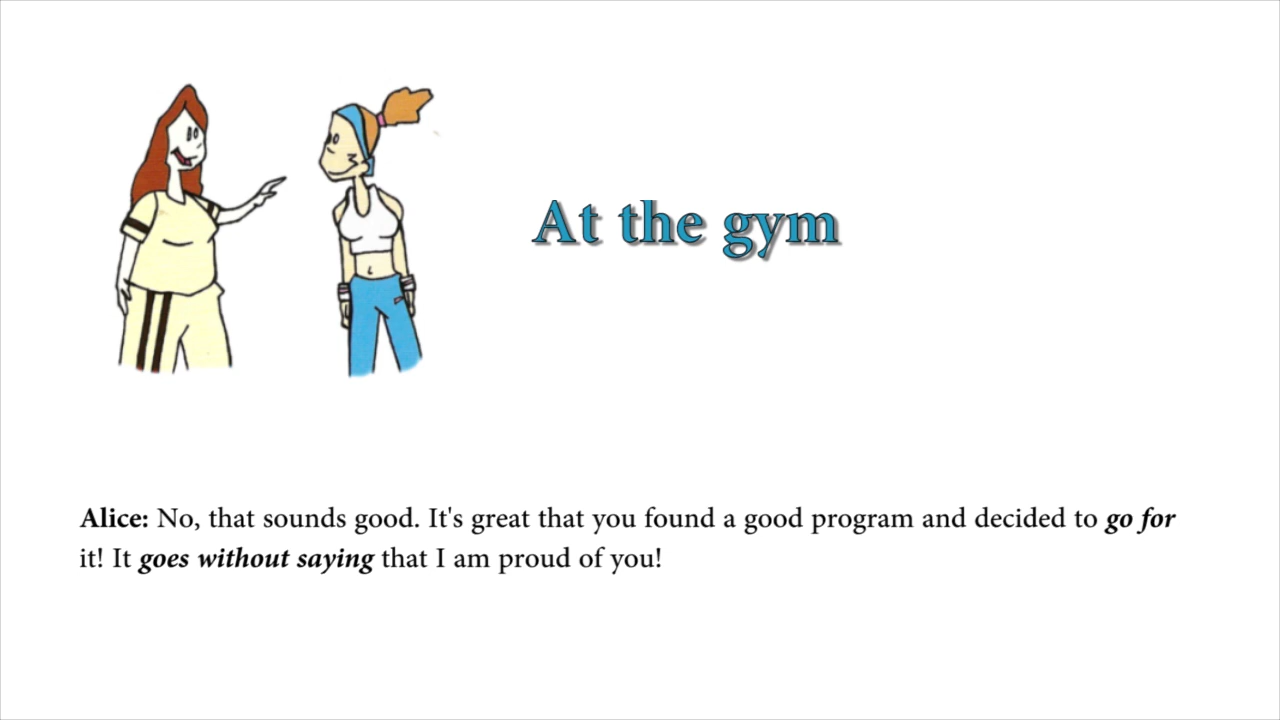 At the gym
Alice: No, that sounds good. It's great that you found a good program and decided to go for
it! It goes without saying that I am proud of you!